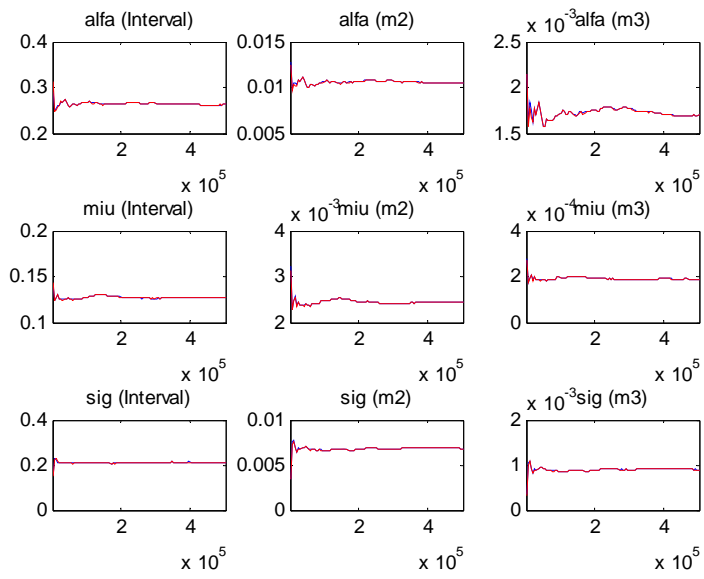 alfa (Interval)
0.4
0.3
0.2
2 4
x 10^5
alfa (m2)
0.015
0.01
0.005
2 4
x 10^5
x 10^-3 alfa (m3)
2.5
2
1.5
2 4
x 10^5
miu (Interval)
0.2
0.15
0.1
2 4
x 10^5
x 10^-3 miu (m2)
4
3
2
2 4
x 10^5
x 10^-4 miu (m3)
4
2
0
2 4
x 10^5
sig (Interval)
0.4
0.2
0
2 4
x 10^5
sig (m2)
0.01
0.005
0
2 4
x 10^5
x 10^-3 sig (m3)
2
1
0
2 4
x 10^5